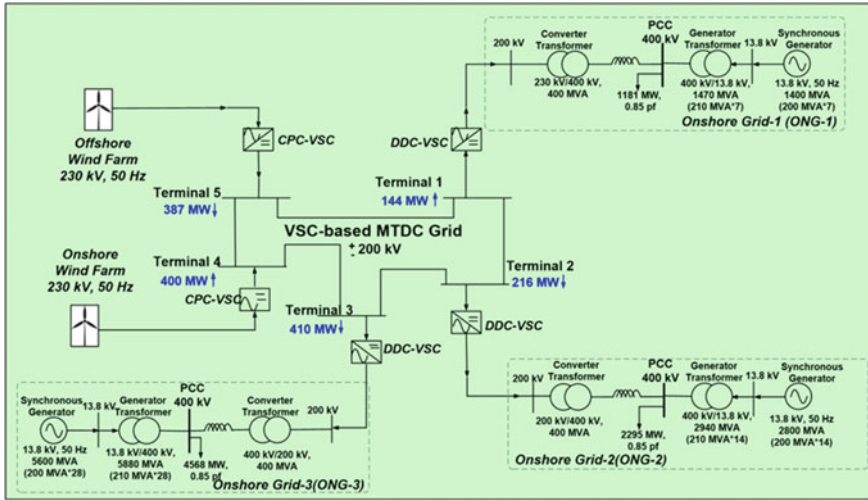 200 kV
Converter
Transformer
230 kV/400 kV,
400 MVA
PCC
400 kV
1181 MW,
0.85 pf
Generator
Transformer
400 kV/13.8 kV,
1470 MVA
(210 MVA*7)
13.8 kV
Synchronous
Generator
13.8 kV, 50 Hz
1400 MVA
(200 MVA*7)
Onshore Grid-1 (ONG-1)
Offshore
Wind Farm
230 kV, 50 Hz
CPC-VSC
DDC-VSC
Terminal 5
387 MW↓
Terminal 1
144 MW↑
VSC-based MTDC Grid
± 200 kV
Terminal 4
400 MW↑
Onshore
Wind Farm
230 kV, 50 Hz
CPC-VSC
Terminal 2
216 MW↓
Terminal 3
410 MW↓
DDC-VSC
DDC-VSC
200 kV
Converter
Transformer
200 kV/400 kV,
400 MVA
PCC
400 kV
2295 MW,
0.85 pf
Generator
Transformer
400 kV/13.8 kV,
2940 MVA
(210 MVA*14)
13.8 kV
Synchronous
Generator
13.8 kV, 50 Hz
2800 MVA
(200 MVA*14)
Onshore Grid-2(ONG-2)
Synchronous
Generator
13.8 kV, 50 Hz
5600 MVA
(200 MVA*28)
13.8 kV
Generator
Transformer
13.8 kV/400 kV,
5880 MVA
(210 MVA*28)
PCC
400 kV
4568 MW,
0.85 pf
Converter
Transformer
400 kV/200 kV,
400 MVA
200 kV
Onshore Grid-3(ONG-3)